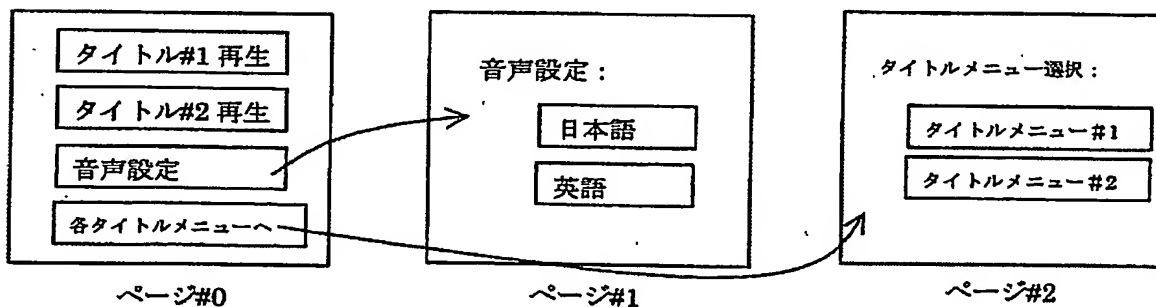 タイトル#1 再生
タイトル#2 再生
音声設定
各タイトルメニューへ
ページ#0
音声設定：
日本語
英語
ページ#1
タイトルメニュー選択：
タイトルメニュー#1
タイトルメニュー#2
ページ#2